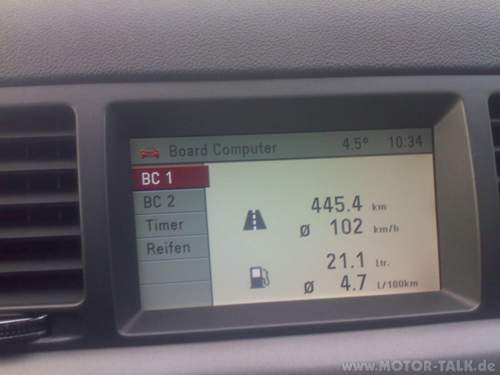 Board Computer 4.5° 10:34
BC 1
BC 2
Timer
Reifen
445.4 km
ø 102 km/h
21.1 Ltr.
ø 4.7 L/100km
www.MOTOR-TALK.de